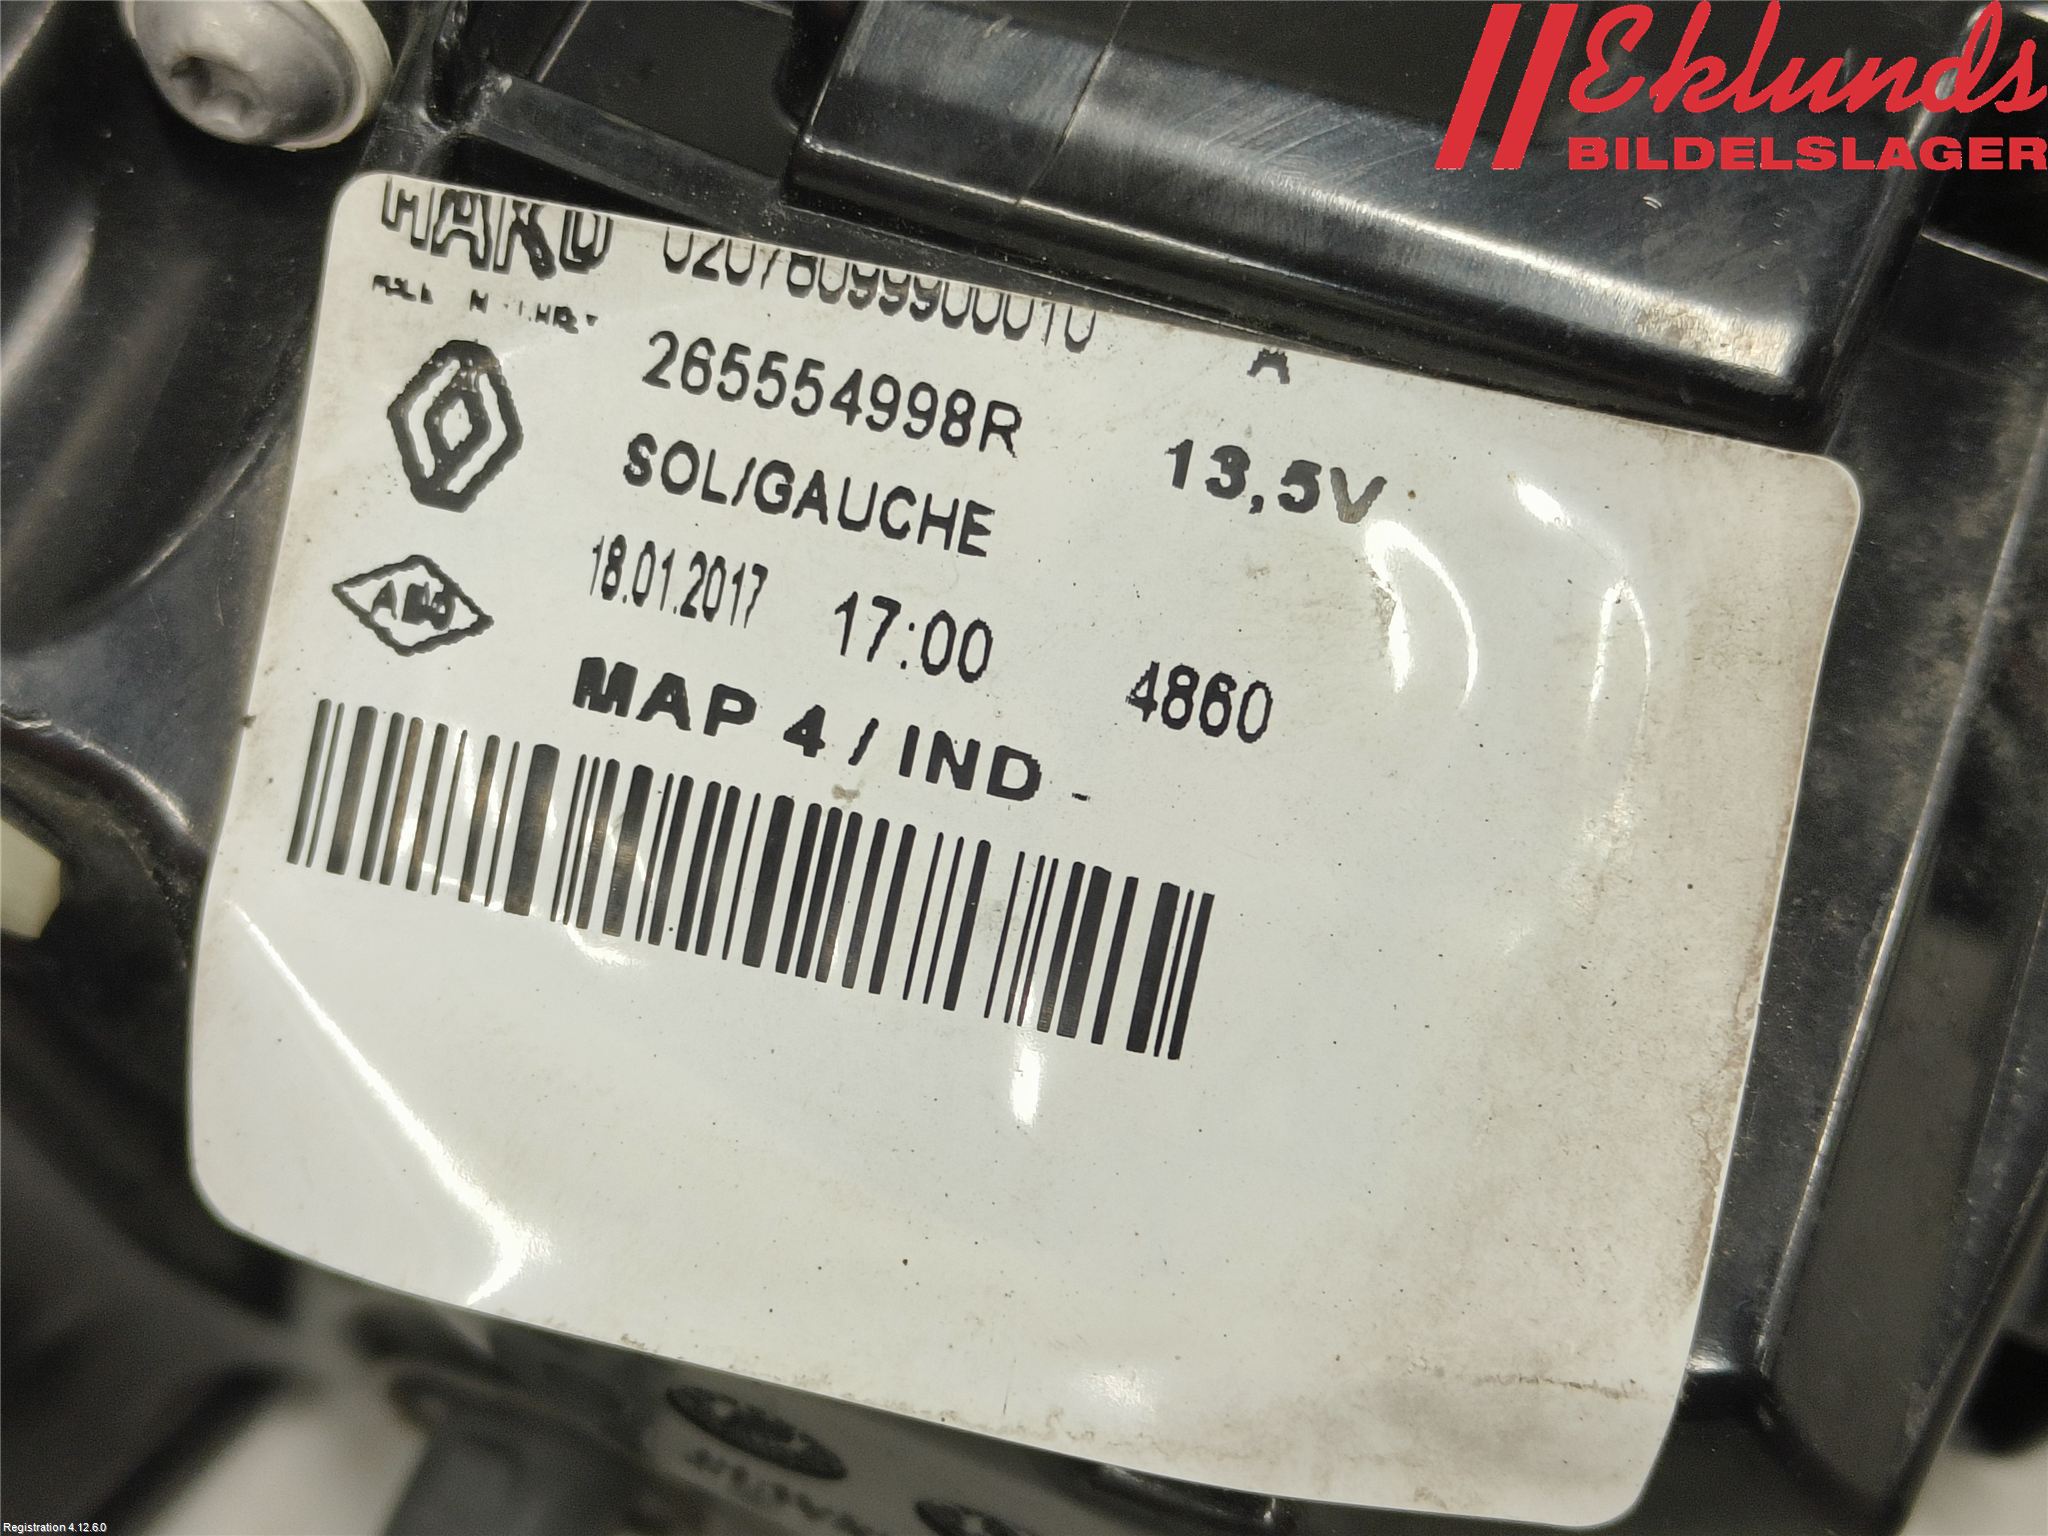 Eklunds
BILDELSLAGER
0207809990010 A
265554998R 13,5V
SOL/GAUCHE
18.01.2017 17:00 4860
MAP 4 / IND -
Registration 4.12.6.0